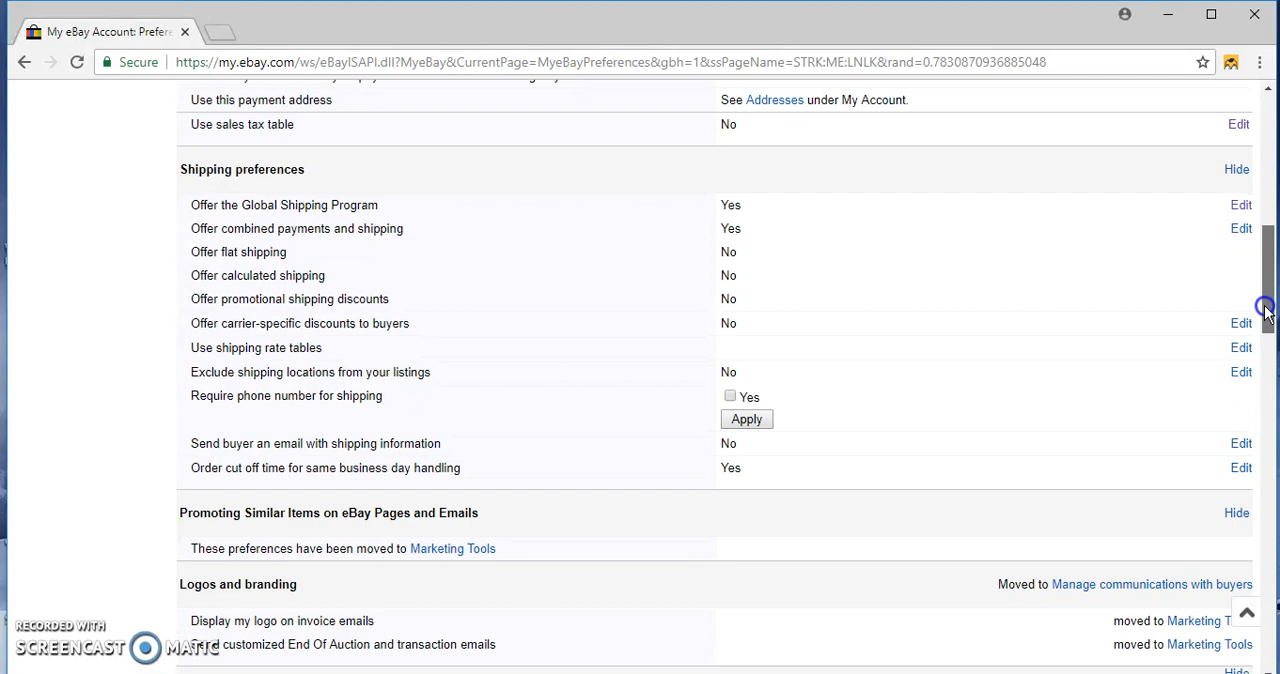 My eBay Account: Prefere
Secure https://my.ebay.com/ws/eBayISAPI.dll?MyeBay&CurrentPage=MyeBayPreferences&gbh=1&ssPageName=STRK:ME:LNLK&rand=0.7830870936885048
Use this payment address See Addresses under My Account.
Use sales tax table No Edit
Shipping preferences Hide
Offer the Global Shipping Program Yes Edit
Offer combined payments and shipping Yes Edit
Offer flat shipping No
Offer calculated shipping No
Offer promotional shipping discounts No
Offer carrier-specific discounts to buyers No Edit
Use shipping rate tables Edit
Exclude shipping locations from your listings No Edit
Require phone number for shipping Yes
Apply
Send buyer an email with shipping information No Edit
Order cut off time for same business day handling Yes Edit
Promoting Similar Items on eBay Pages and Emails Hide
These preferences have been moved to Marketing Tools
Logos and branding Moved to Manage communications with buyers
Display my logo on invoice emails moved to Marketing T
RECORDED WITH
customized End Of Auction and transaction emails moved to Marketing Tools
SCREENCAST MATIC
Hide